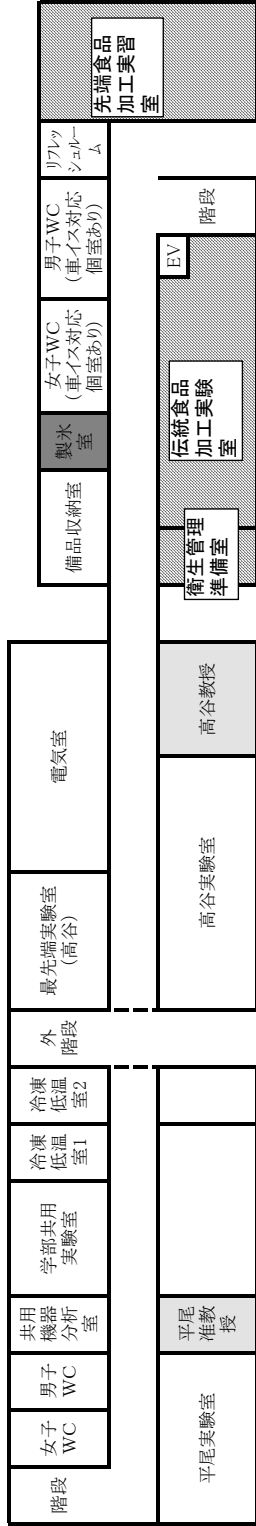 階段
女子
WC
男子
WC
共用
機器
分析
室
学部共用
実験室
冷凍
低温
室1
冷凍
低温
室2
外
階段
最先端実験室
(高谷)
電気室
備品収納室
製氷
室
女子WC
(車イス対応
個室あり)
男子WC
(車イス対応
個室あり)
リフレッ
シュルー
ム
先端食品
加工実習
室
平尾実験室
平尾
准教
授
高谷実験室
高谷教授
衛生管理
準備室
伝統食品
加工実験
室
EV
階段